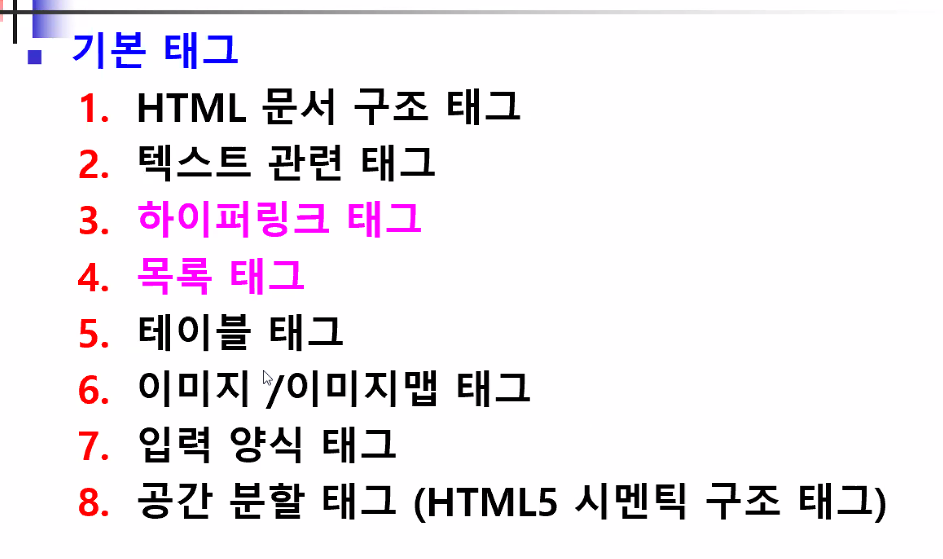 기본 태그
1. HTML 문서 구조 태그
2. 텍스트 관련 태그
3. 하이퍼링크 태그
4. 목록 태그
5. 테이블 태그
6. 이미지 /이미지맵 태그
7. 입력 양식 태그
8. 공간 분할 태그 (HTML5 시멘틱 구조 태그)